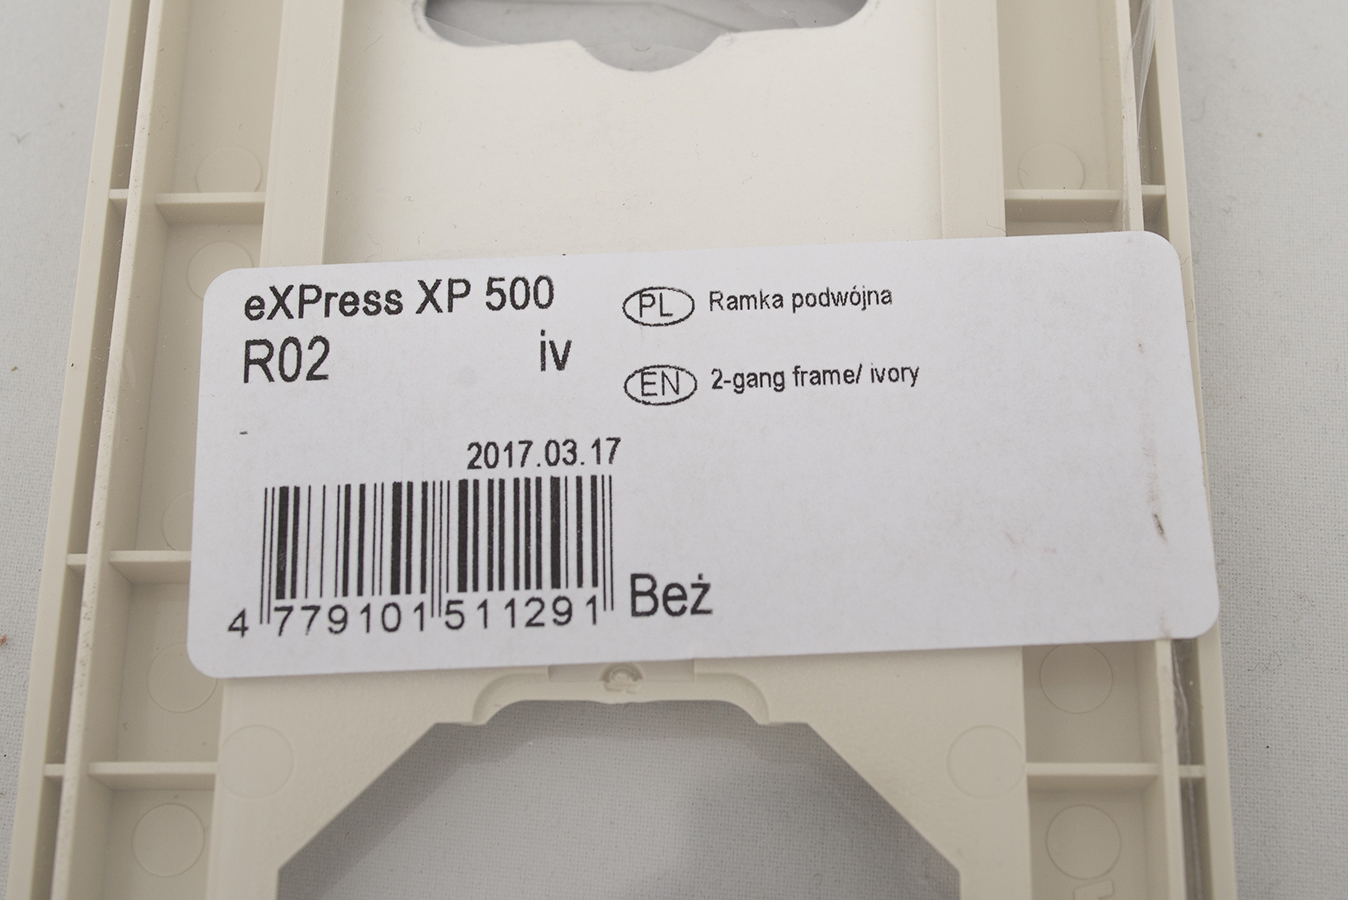 eXPress XP 500
R02 iv
PL Ramka podwójna
EN 2-gang frame/ ivory
-
2017.03.17
4 779101 511291
Beż